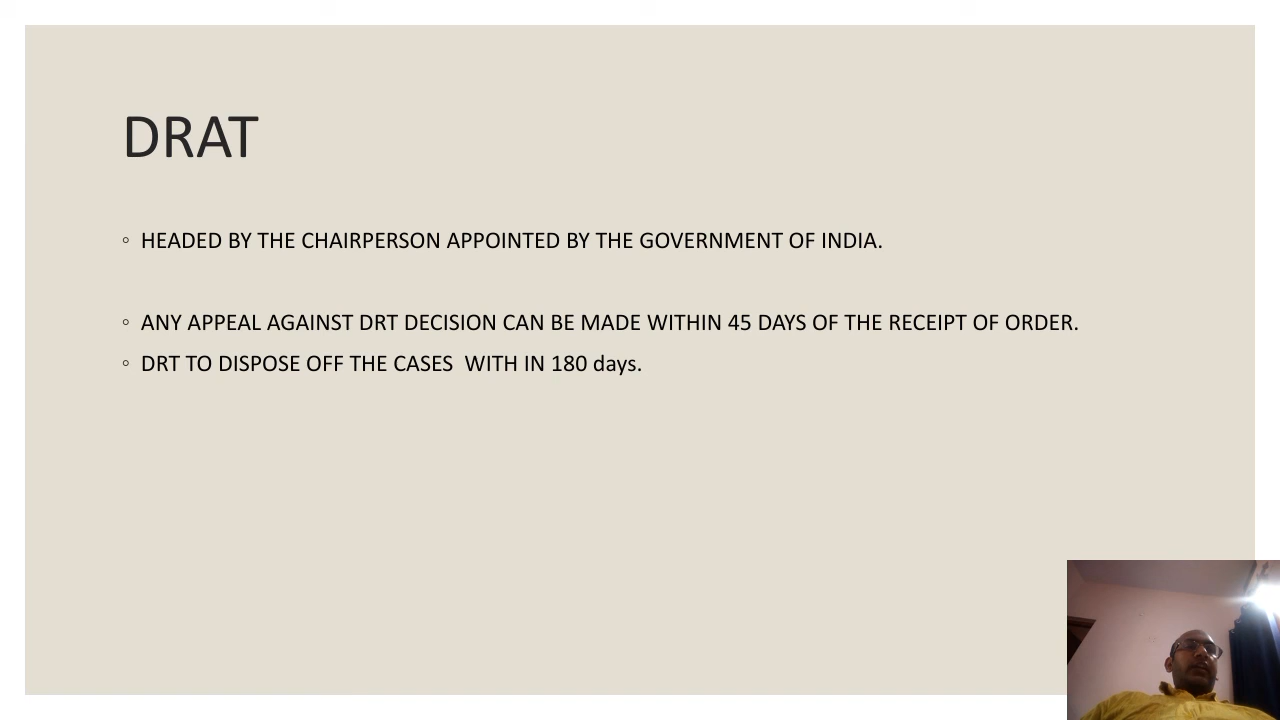 DRAT
◦ HEADED BY THE CHAIRPERSON APPOINTED BY THE GOVERNMENT OF INDIA.
◦ ANY APPEAL AGAINST DRT DECISION CAN BE MADE WITHIN 45 DAYS OF THE RECEIPT OF ORDER.
◦ DRT TO DISPOSE OFF THE CASES  WITH IN 180 days.